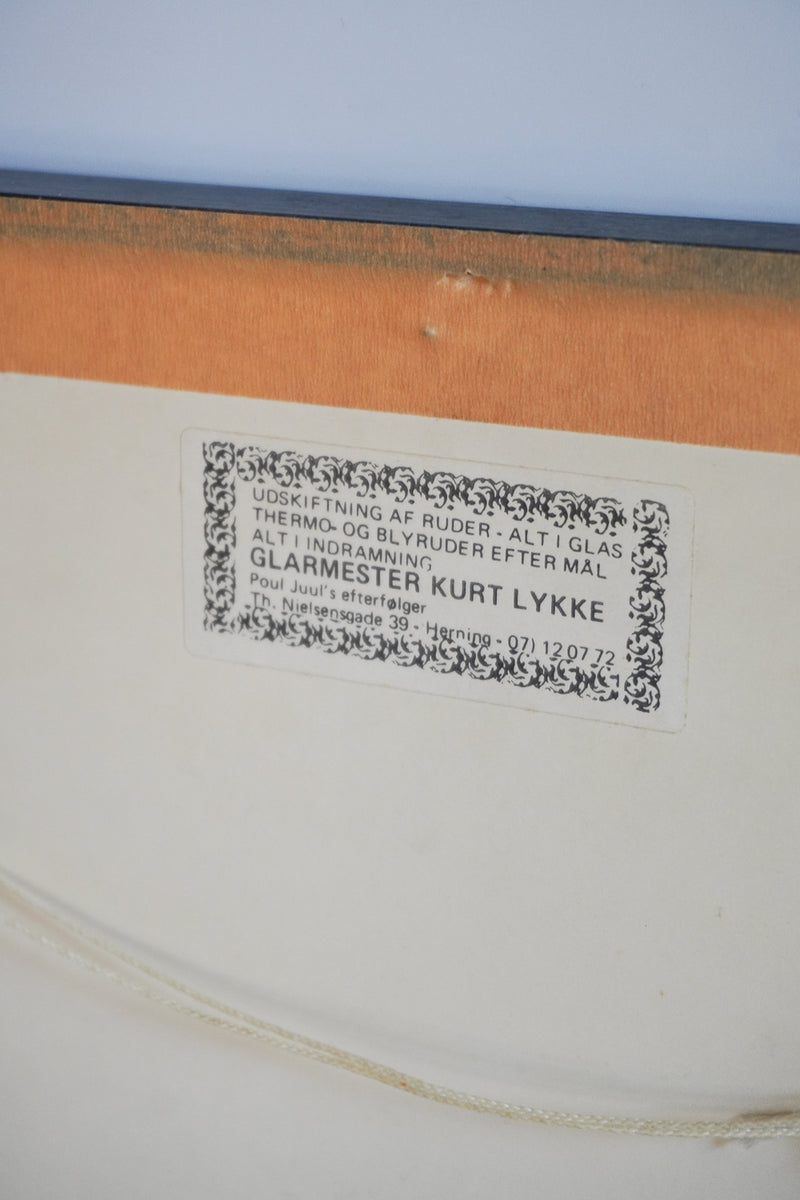 UDSKIFTNING AF RUDER - ALT I GLAS
THERMO- OG BLYRUDER EFTER MÅL
ALT I INDRAMNING
GLARMESTER KURT LYKKE
Poul Juul's efterfølger
Th. Nielsensgade 39 - Herning - 07) 12 07 72